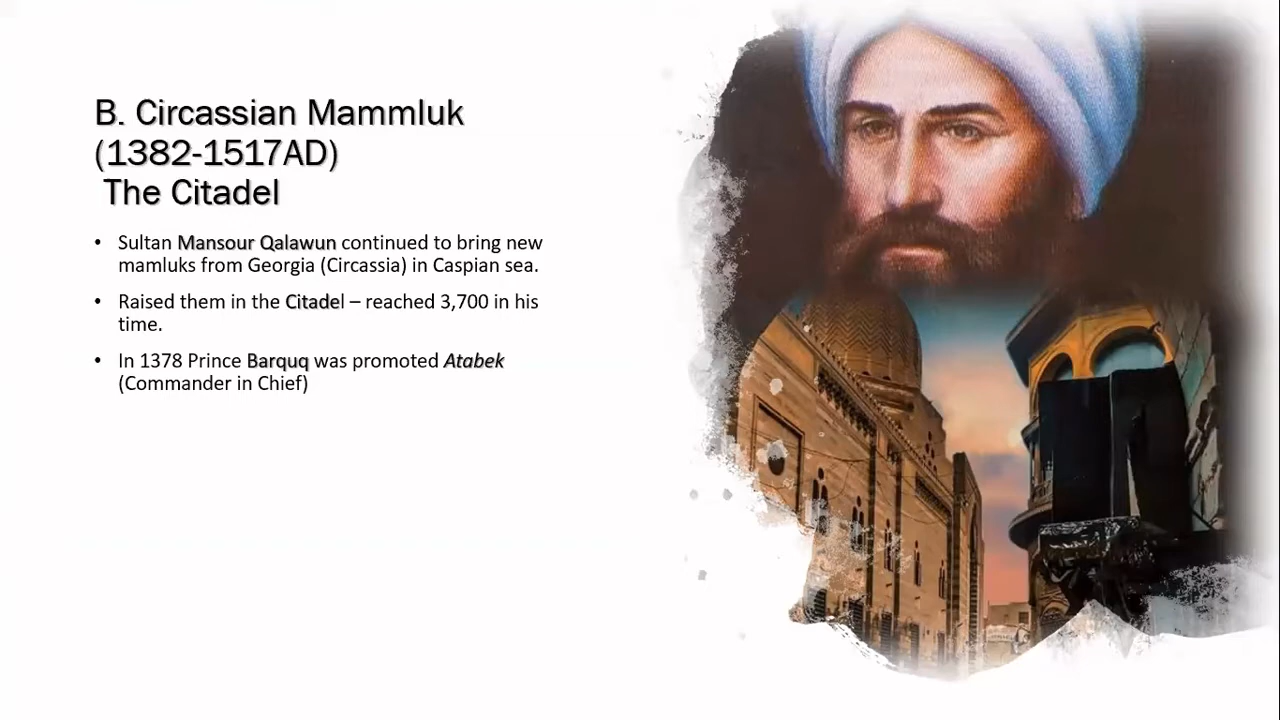 B. Circassian Mammluk
(1382-1517AD)
The Citadel
• Sultan Mansour Qalawun continued to bring new
mamluks from Georgia (Circassia) in Caspian sea.
• Raised them in the Citadel – reached 3,700 in his
time.
• In 1378 Prince Barquq was promoted Atabek
(Commander in Chief)